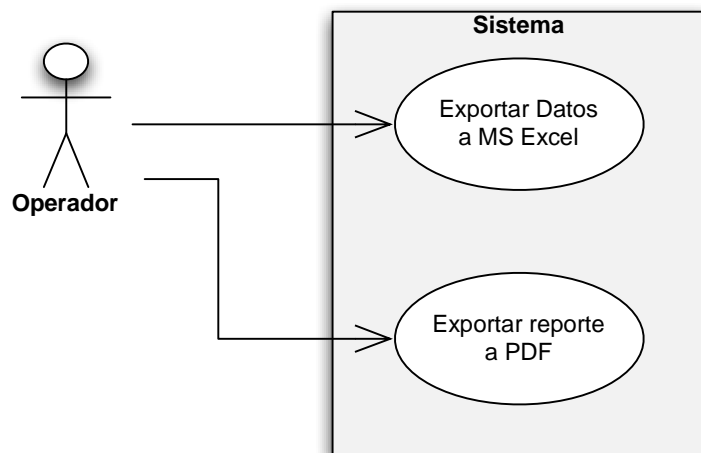 Sistema
Exportar Datos
a MS Excel
Operador
Exportar reporte
a PDF